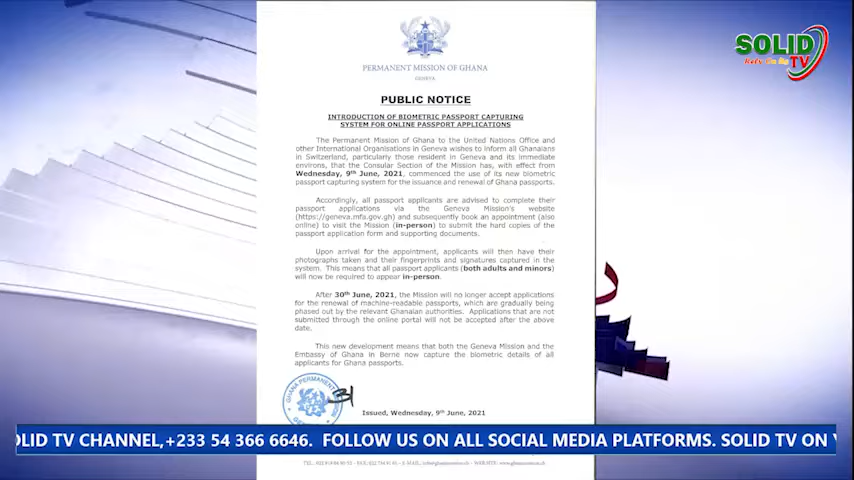 PERMANENT MISSION OF GHANA
GENEVA
SOLID
Rely On My
TV
PUBLIC NOTICE
INTRODUCTION OF BIOMETRIC PASSPORT CAPTURING
SYSTEM FOR ONLINE PASSPORT APPLICATIONS
The Permanent Mission of Ghana to the United Nations Office and
other International Organisations in Geneva wishes to inform all Ghanaians
in Switzerland, particularly those resident in Geneva and its immediate
environs, that the Consular Section of the Mission has, with effect from
Wednesday, 9th June, 2021, commenced the use of its new biometric
passport capturing system for the issuance and renewal of Ghana passports.
Accordingly, all passport applicants are advised to complete their
passport applications via the Geneva Mission's website
(https://geneva.mfa.gov.gh) and subsequently book an appointment (also
online) to visit the Mission (in-person) to submit the hard copies of the
passport application form and supporting documents.
Upon arrival for the appointment, applicants will then have their
photographs taken and their fingerprints and signatures captured in the
system. This means that all passport applicants (both adults and minors)
will now be required to appear in-person.
After 30th June, 2021, the Mission will no longer accept applications
for the renewal of machine-readable passports, which are gradually being
phased out by the relevant Ghanaian authorities. Applications that are not
submitted through the online portal will not be accepted after the above
date.
This new development means that both the Geneva Mission and the
Embassy of Ghana in Berne now capture the biometric details of all
applicants for Ghana passports.
GHANA PERMANENT
Issued, Wednesday, 9th June, 2021
OLID TV CHANNEL,+233 54 366 6646. FOLLOW US ON ALL SOCIAL MEDIA PLATFORMS. SOLID TV ON